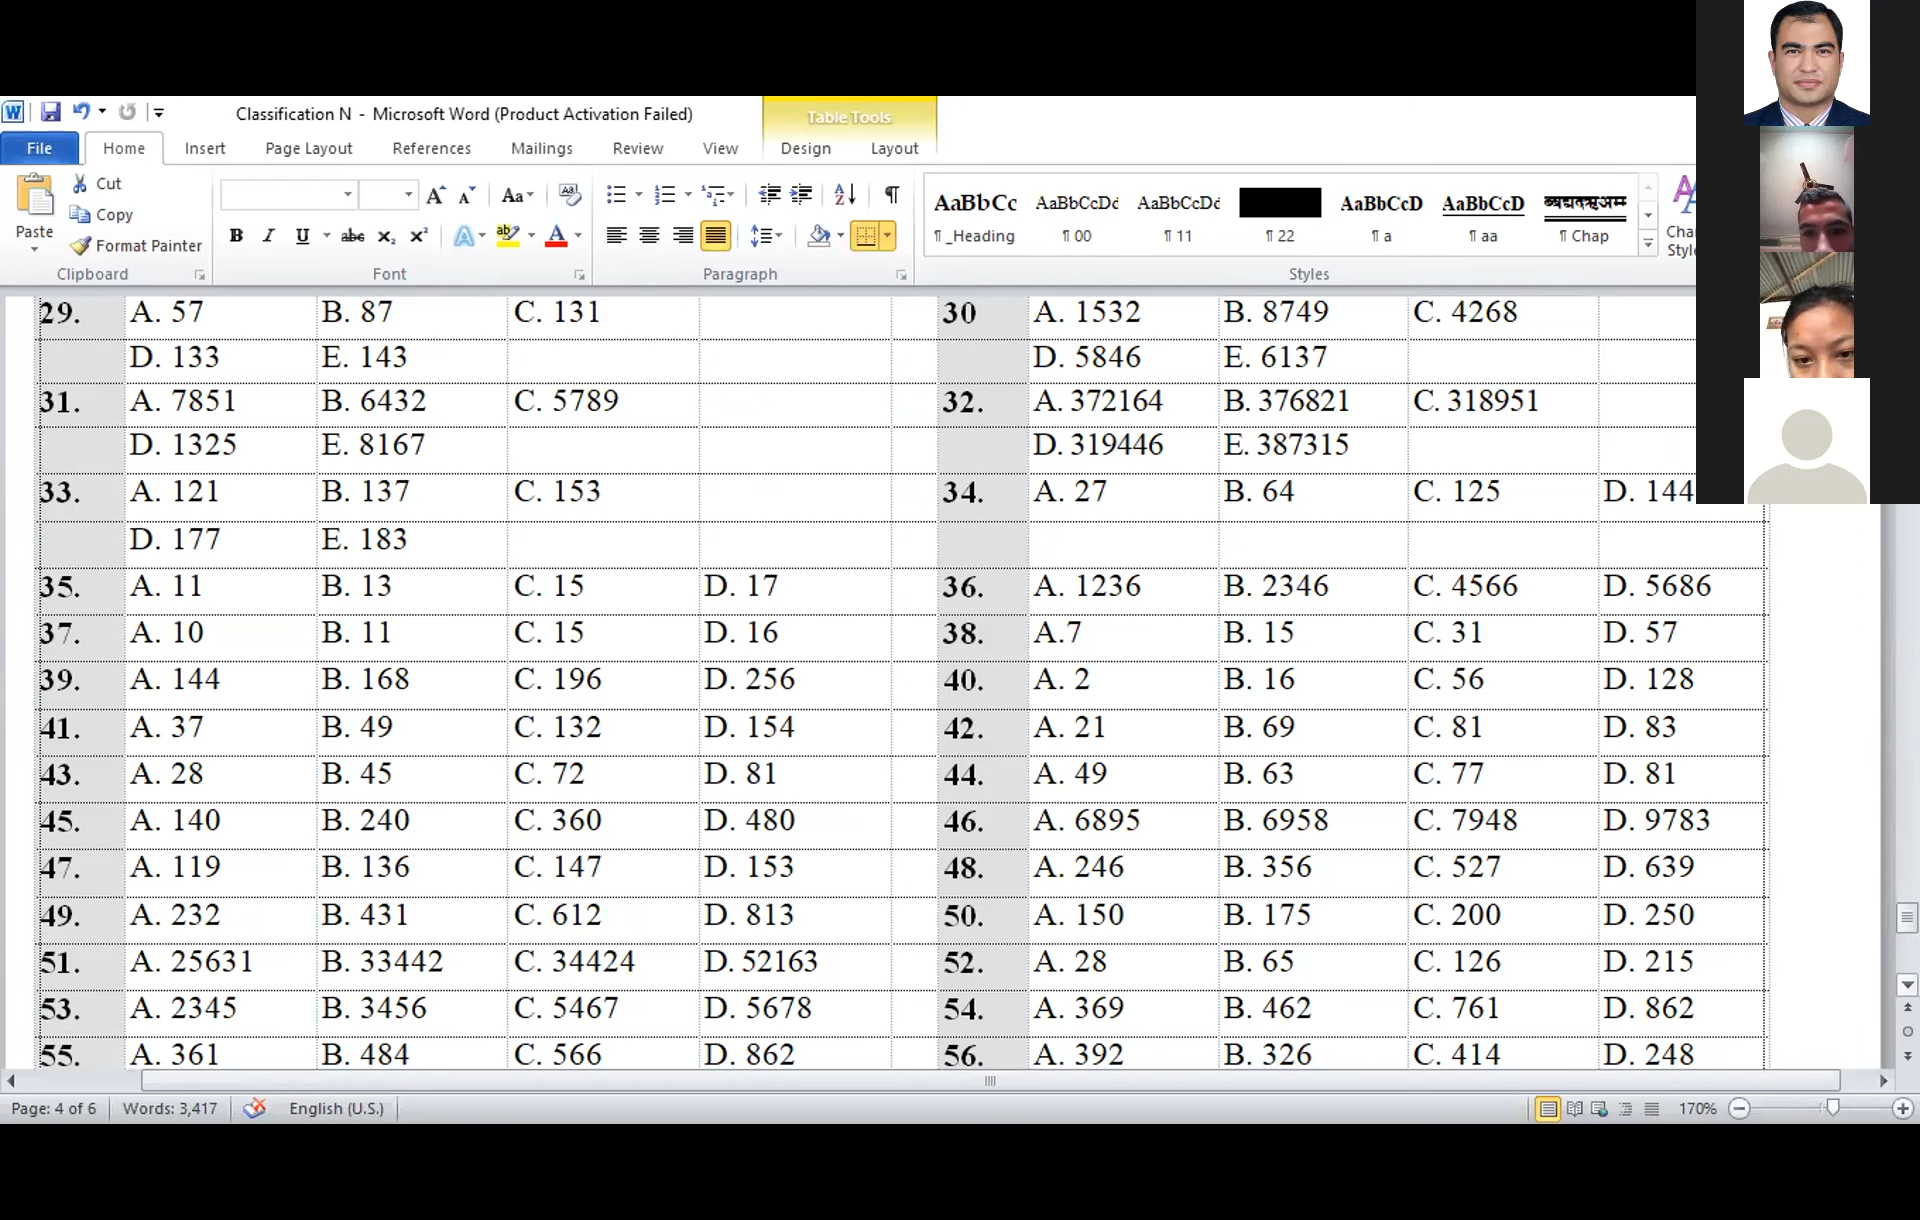 Classification N - Microsoft Word (Product Activation Failed)
Table Tools
File Home Insert Page Layout References Mailings Review View Design Layout
Paste
Cut
Copy
Format Painter
Clipboard
Aa
B I U abc x₂ x² A ab A
Font
Paragraph
AaBbCc AaBbCcDd AaBbCcDd AaBbCcD AaBbCcD
¶ _Heading ¶ 00 ¶ 11 ¶ 22 ¶ a ¶ aa ¶ Chap
Styles
29. A. 57 B. 87 C. 131 30 A. 1532 B. 8749 C. 4268
D. 133 E. 143 D. 5846 E. 6137
31. A. 7851 B. 6432 C. 5789 32. A. 372164 B. 376821 C. 318951
D. 1325 E. 8167 D. 319446 E. 387315
33. A. 121 B. 137 C. 153 34. A. 27 B. 64 C. 125 D. 144
D. 177 E. 183
35. A. 11 B. 13 C. 15 D. 17 36. A. 1236 B. 2346 C. 4566 D. 5686
37. A. 10 B. 11 C. 15 D. 16 38. A.7 B. 15 C. 31 D. 57
39. A. 144 B. 168 C. 196 D. 256 40. A. 2 B. 16 C. 56 D. 128
41. A. 37 B. 49 C. 132 D. 154 42. A. 21 B. 69 C. 81 D. 83
43. A. 28 B. 45 C. 72 D. 81 44. A. 49 B. 63 C. 77 D. 81
45. A. 140 B. 240 C. 360 D. 480 46. A. 6895 B. 6958 C. 7948 D. 9783
47. A. 119 B. 136 C. 147 D. 153 48. A. 246 B. 356 C. 527 D. 639
49. A. 232 B. 431 C. 612 D. 813 50. A. 150 B. 175 C. 200 D. 250
51. A. 25631 B. 33442 C. 34424 D. 52163 52. A. 28 B. 65 C. 126 D. 215
53. A. 2345 B. 3456 C. 5467 D. 5678 54. A. 369 B. 462 C. 761 D. 862
55. A. 361 B. 484 C. 566 D. 862 56. A. 392 B. 326 C. 414 D. 248
Page: 4 of 6 Words: 3,417 English (U.S.) 170%